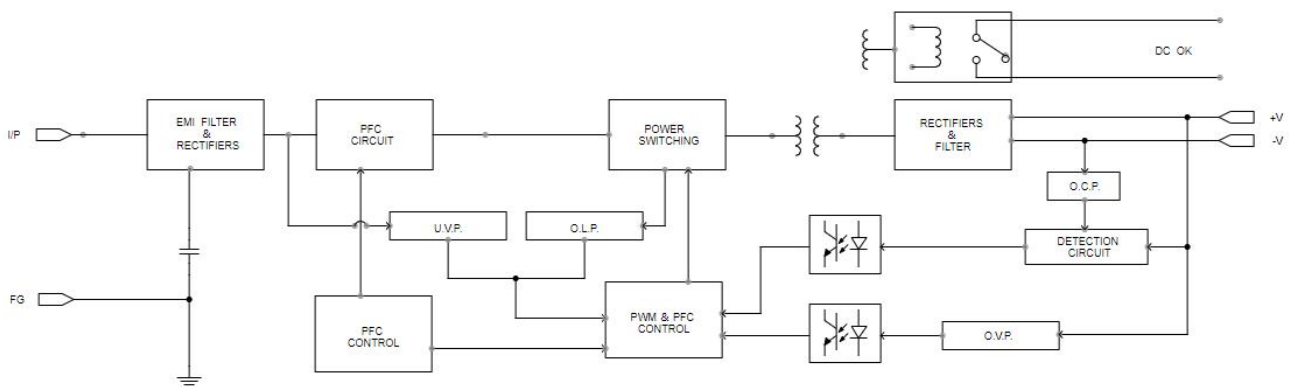 DC OK
I/P
EMI FILTER
&
RECTIFIERS
PFC
CIRCUIT
POWER
SWITCHING
RECTIFIERS
&
FILTER
+V
-V
O.C.P.
U.V.P.
O.L.P.
DETECTION
CIRCUIT
FG
PFC
CONTROL
PWM & PFC
CONTROL
O.V.P.